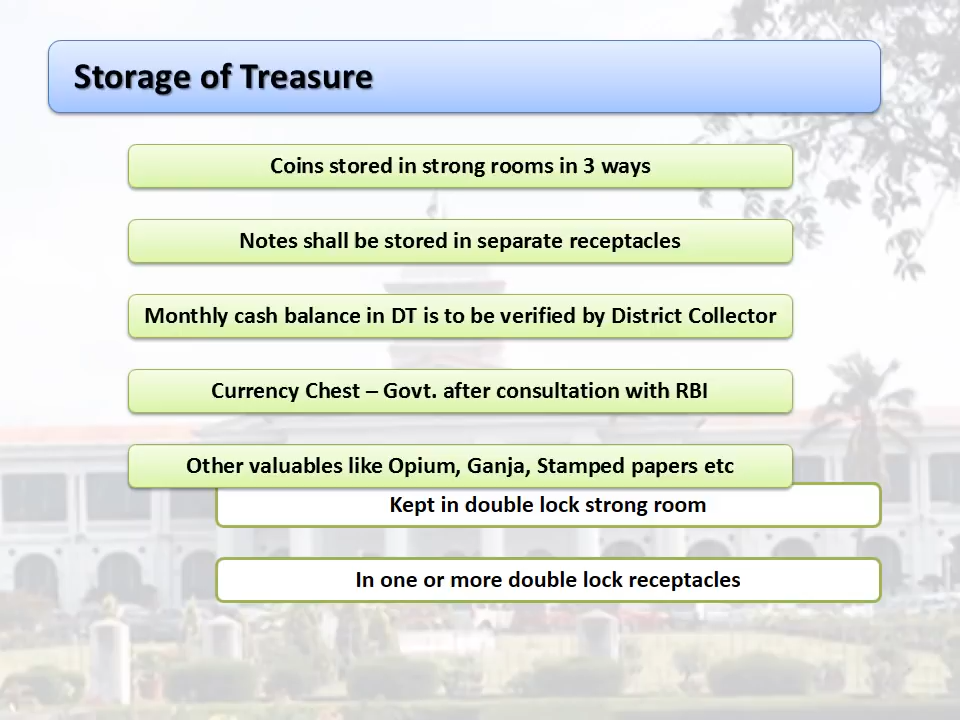 Storage of Treasure
Coins stored in strong rooms in 3 ways
Notes shall be stored in separate receptacles
Monthly cash balance in DT is to be verified by District Collector
Currency Chest – Govt. after consultation with RBI
Other valuables like Opium, Ganja, Stamped papers etc
Kept in double lock strong room
In one or more double lock receptacles